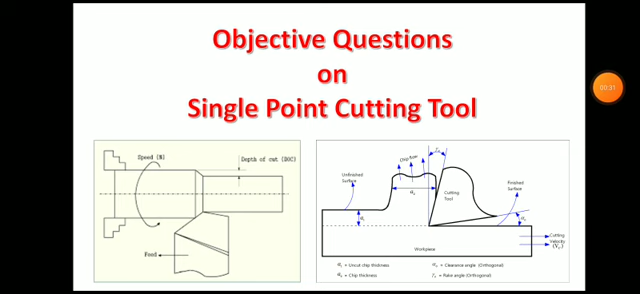 Objective Questions
on
Single Point Cutting Tool
00:31
Speed (N)
Depth of cut (DOC)
Feed
Chip flow
Unfinished
Surface
Finished
Surface
Cutting
Tool
Cutting
Velocity
(Vc)
Workpiece
= Uncut chip thickness
= Clearance angle (Orthogonal)
= Chip thickness
= Rake angle (Orthogonal)